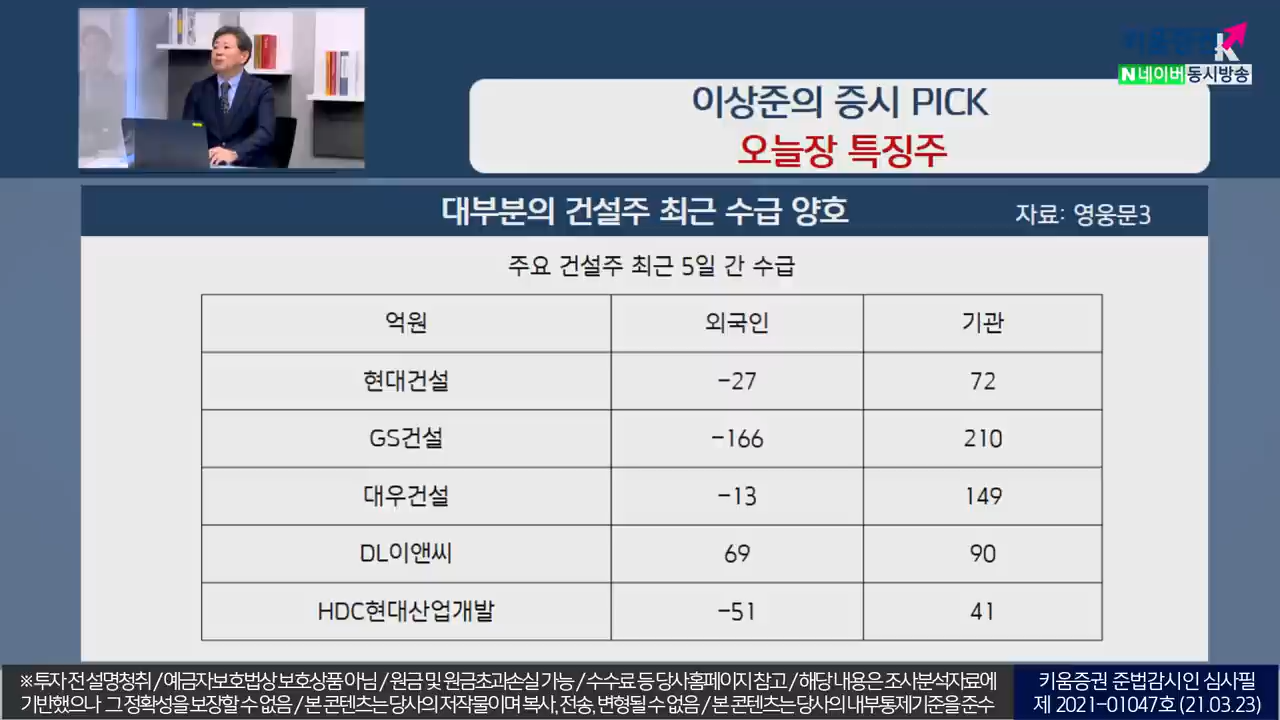 키움증권
N 네이버 동시방송
이상준의 증시 PICK
오늘장 특징주
대부분의 건설주 최근 수급 양호
자료: 영웅문3
주요 건설주 최근 5일 간 수급
억원 외국인 기관
현대건설 -27 72
GS건설 -166 210
대우건설 -13 149
DL이앤씨 69 90
HDC현대산업개발 -51 41
※투자 전 설명청취 / 예금자보호법상 보호상품 아님 / 원금 및 원금초과손실 가능 / 수수료 등 당사홈페이지 참고 / 해당 내용은 조사분석자료에
기반했으나 그 정확성을 보장할 수 없음 / 본 콘텐츠는 당사의 저작물이며 복사, 전송, 변형될 수 없음 / 본 콘텐츠는 당사의 내부통제기준을 준수
키움증권 준법감시인 심사필
제 2021-01047호 (21.03.23)